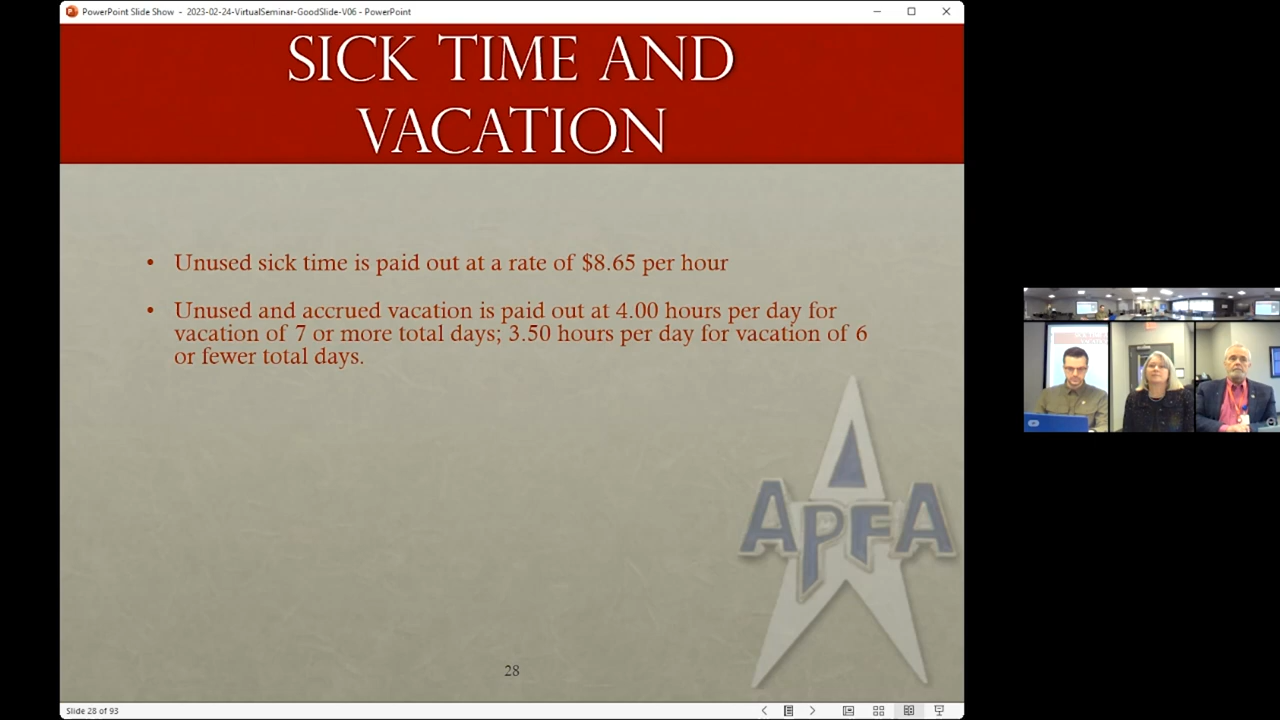 PowerPoint Slide Show - 2023-02-24-VirtualSeminar-GoodSlide-V06 - PowerPoint
SICK TIME AND
VACATION
• Unused sick time is paid out at a rate of $8.65 per hour
• Unused and accrued vacation is paid out at 4.00 hours per day for
vacation of 7 or more total days; 3.50 hours per day for vacation of 6
or fewer total days.
APFA
28
Slide 28 of 93